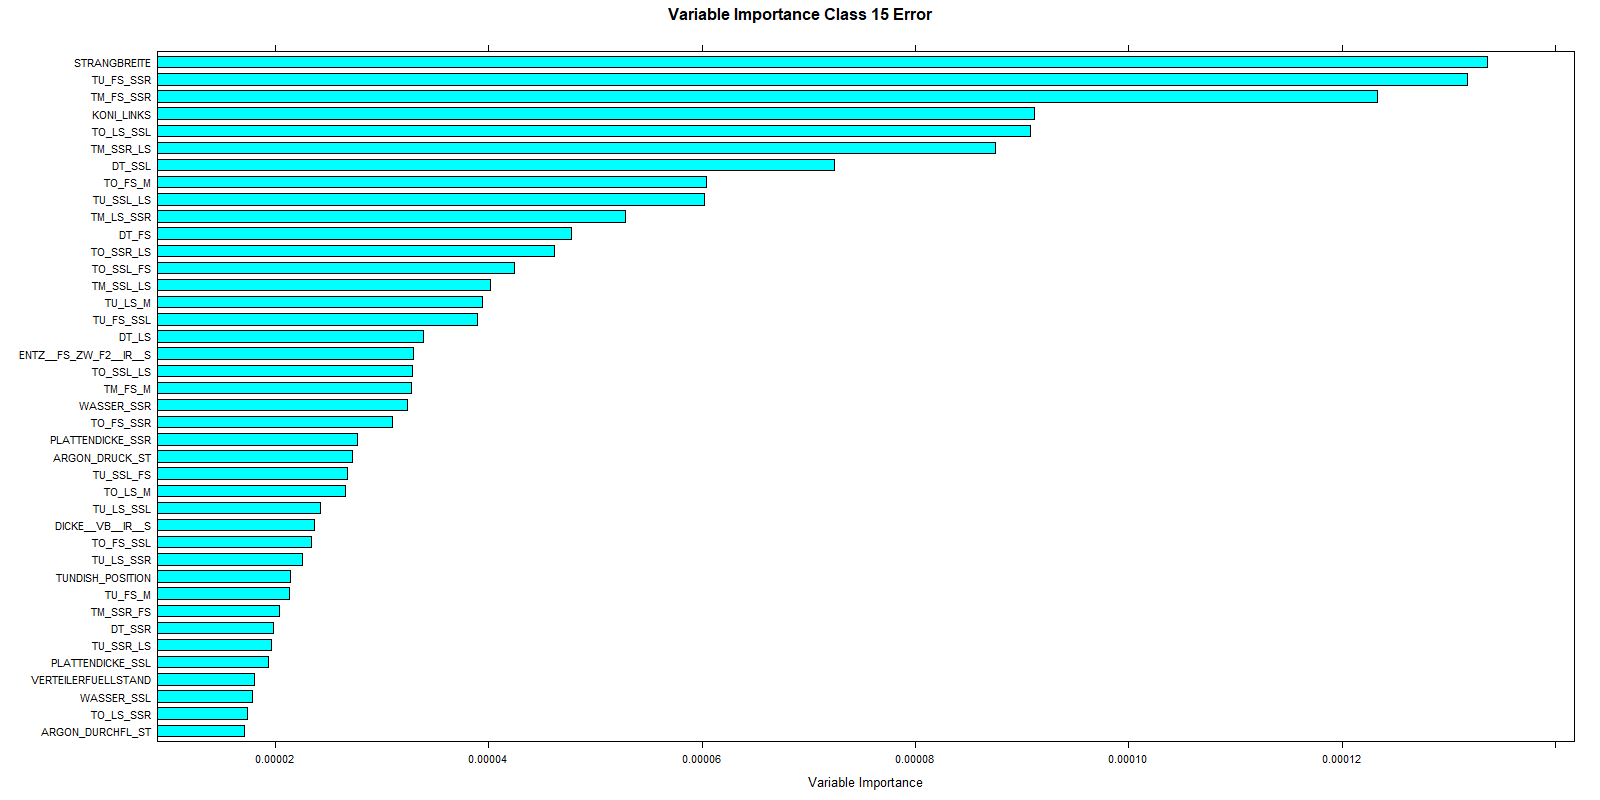 Variable Importance Class 15 Error
STRANGBREITE
TU_FS_SSR
TM_FS_SSR
KONI_LINKS
TO_LS_SSL
TM_SSR_LS
DT_SSL
TO_FS_M
TU_SSL_LS
TM_LS_SSR
DT_FS
TO_SSR_LS
TO_SSL_FS
TM_SSL_LS
TU_LS_M
TU_FS_SSL
DT_LS
ENTZ__FS_ZW_F2__IR__S
TO_SSL_LS
TM_FS_M
WASSER_SSR
TO_FS_SSR
PLATTENDICKE_SSR
ARGON_DRUCK_ST
TU_SSL_FS
TO_LS_M
TU_LS_SSL
DICKE__VB__IR__S
TO_FS_SSL
TU_LS_SSR
TUNDISH_POSITION
TU_FS_M
TM_SSR_FS
DT_SSR
TU_SSR_LS
PLATTENDICKE_SSL
VERTEILERFUELLSTAND
WASSER_SSL
TO_LS_SSR
ARGON_DURCHFL_ST
0.00002 0.00004 0.00006 0.00008 0.00010 0.00012
Variable Importance